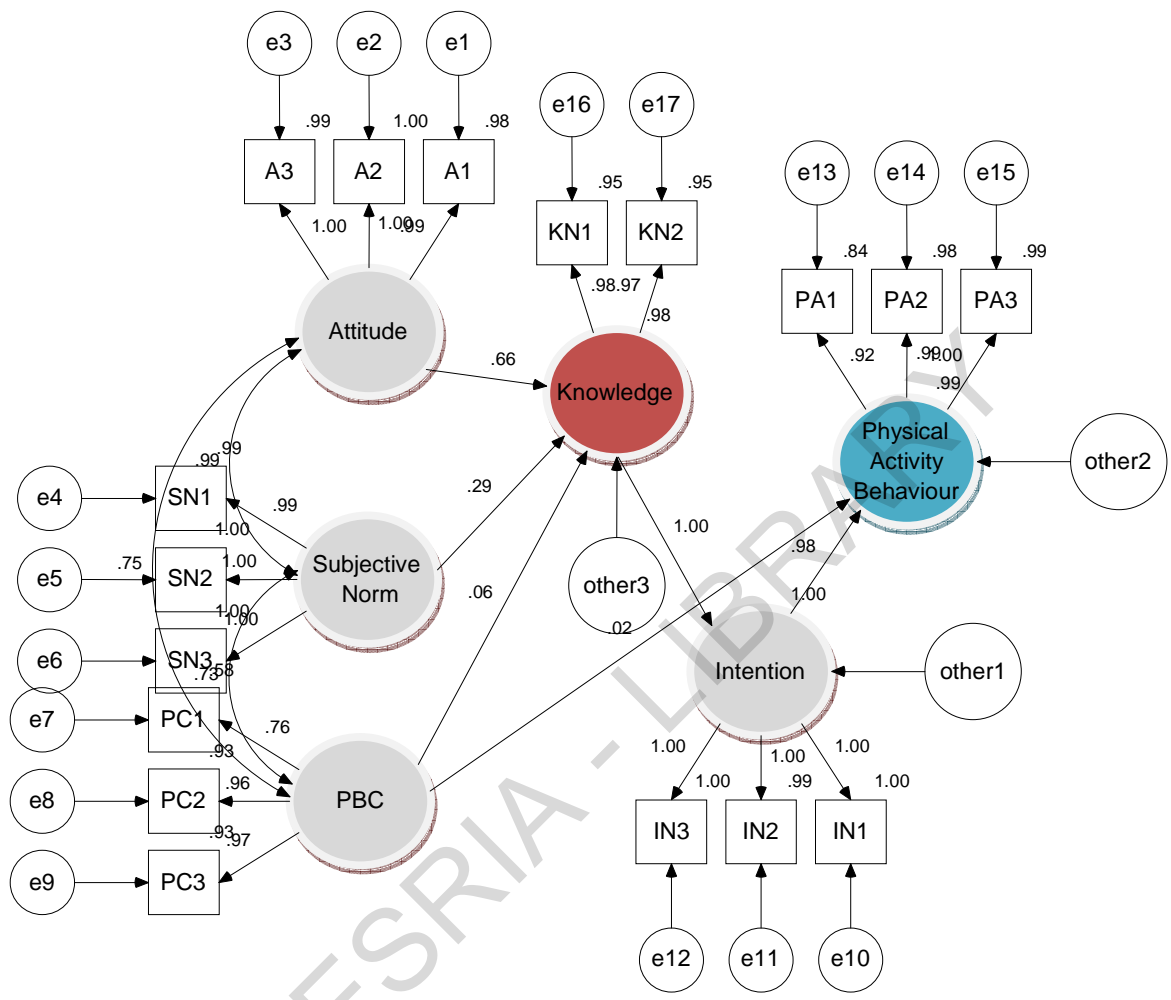 e3
e2
e1
e16
e17
.99
1.00
.98
A3
A2
A1
e13
e14
e15
.95
.95
1.00
1.00
.99
KN1
KN2
.84
.98
.99
PA1
PA2
PA3
.98
.97
.98
Attitude
.66
Knowledge
.92
.99
1.00
.99
Physical
Activity
Behaviour
other2
.99
.99
e4
SN1
.99
.29
1.00
1.00
.98
.75
e5
SN2
1.00
Subjective
Norm
.06
other3
1.00
1.00
1.00
.02
e6
SN3
.73
.58
Intention
other1
e7
PC1
.76
.93
1.00
1.00
1.00
e8
PC2
.96
PBC
1.00
.99
1.00
.93
.97
IN3
IN2
IN1
e9
PC3
e12
e11
e10
ESRIA - LIBRARY